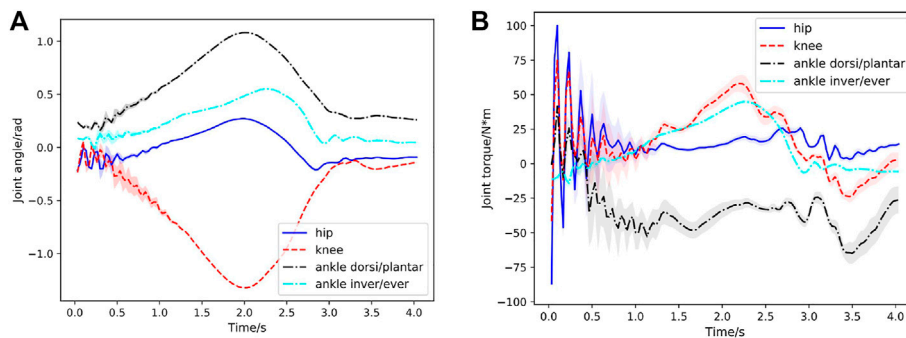 A
Joint angle/rad
1.0
0.5
0.0
−0.5
−1.0
hip
knee
ankle dorsi/plantar
ankle inver/ever
0.0 0.5 1.0 1.5 2.0 2.5 3.0 3.5 4.0
Time/s
B
Joint torque/N*m
100
75
50
25
0
−25
−50
−75
−100
hip
knee
ankle dorsi/plantar
ankle inver/ever
0.0 0.5 1.0 1.5 2.0 2.5 3.0 3.5 4.0
Time/s